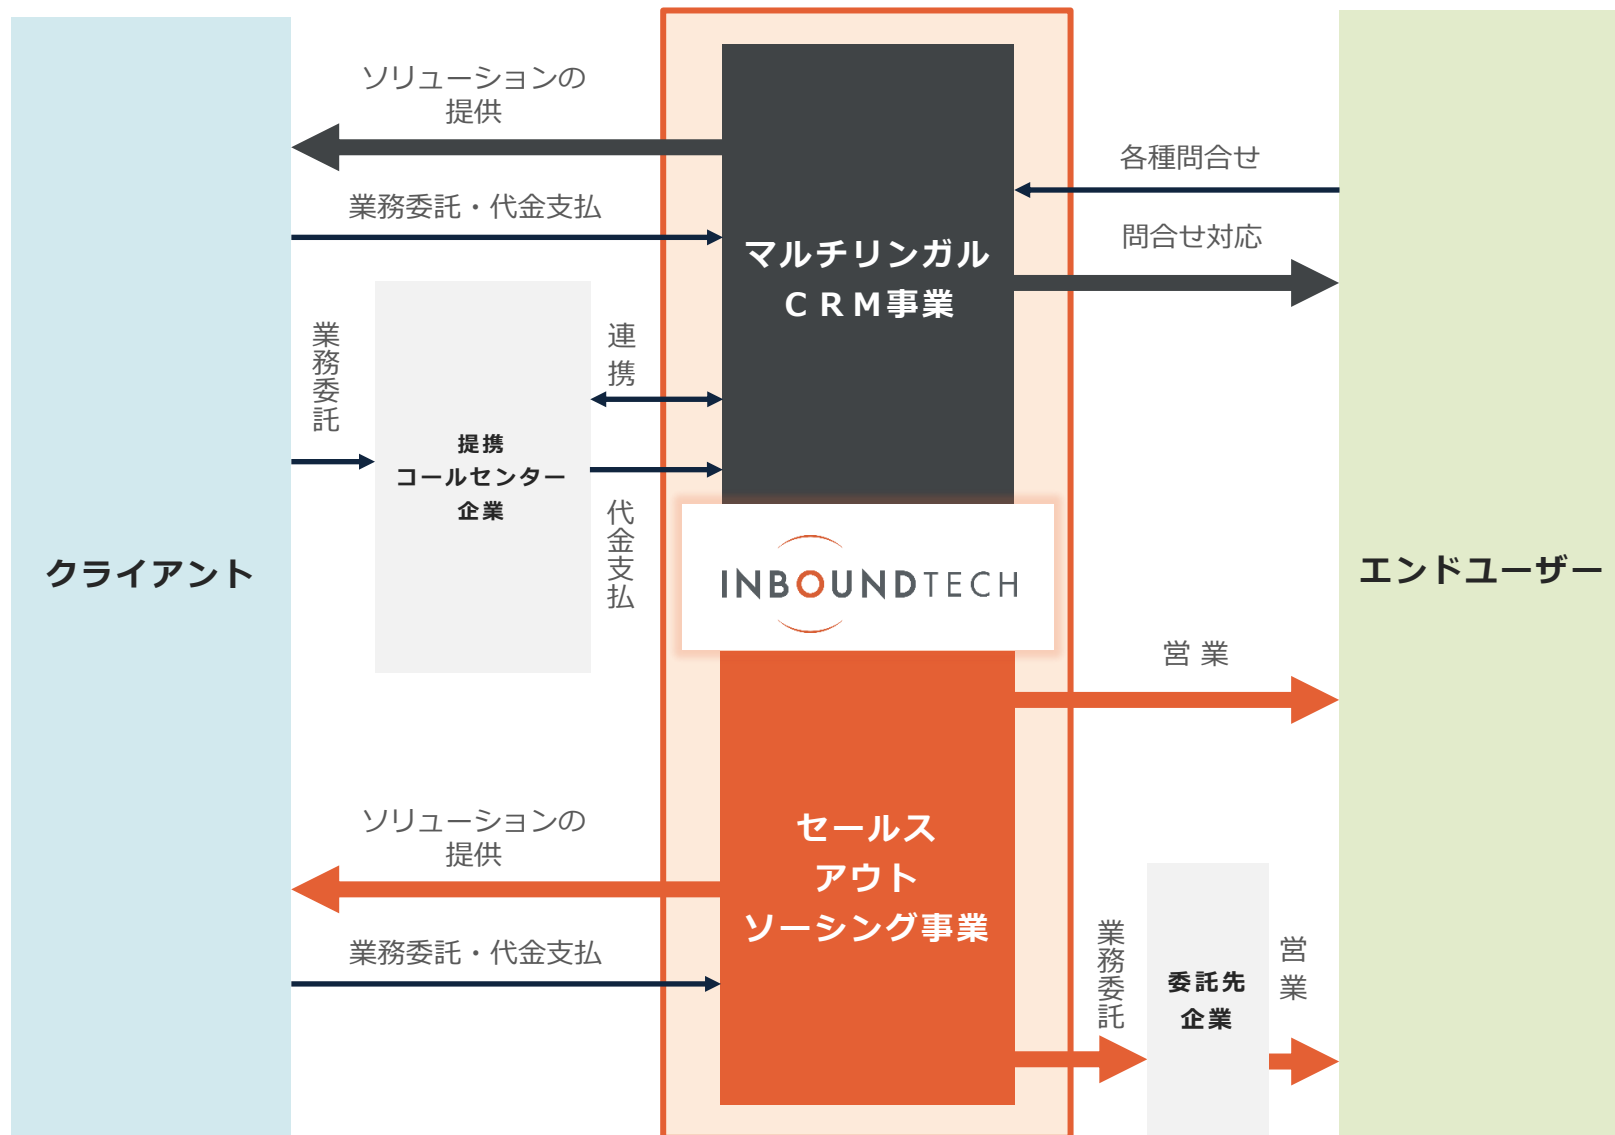 ソリューションの
提供
業務委託・代金支払
業務委託
提携
コールセンター
企業
連携
代金支払
クライアント
マルチリンガル
ＣＲＭ事業
INBOUNDTECH
各種問合せ
問合せ対応
エンドユーザー
営業
ソリューションの
提供
業務委託・代金支払
セールス
アウト
ソーシング事業
業務委託
委託先
企業
営業